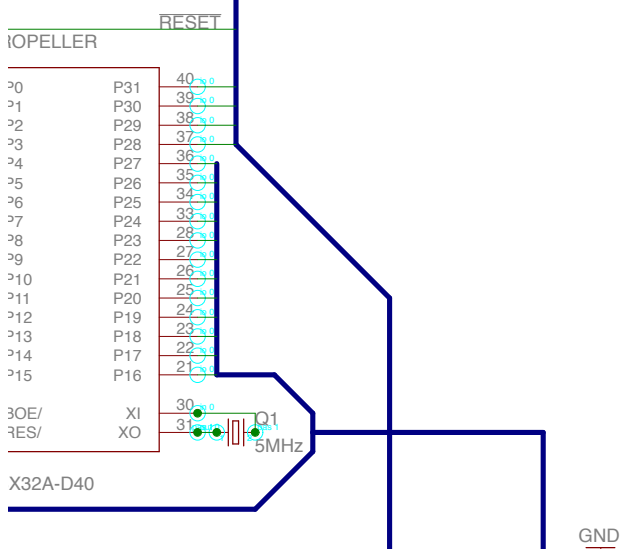 RESET
ROPELLER
P0 P31 40
P1 P30 39
P2 P29 38
P3 P28 37
P4 P27 36
P5 P26 35
P6 P25 34
P7 P24 33
P8 P23 28
P9 P22 27
P10 P21 26
P11 P20 25
P12 P19 24
P13 P18 23
P14 P17 22
P15 P16 21
BOE/ XI 30
Q1
RES/ XO 31
5MHz
X32A-D40
GND